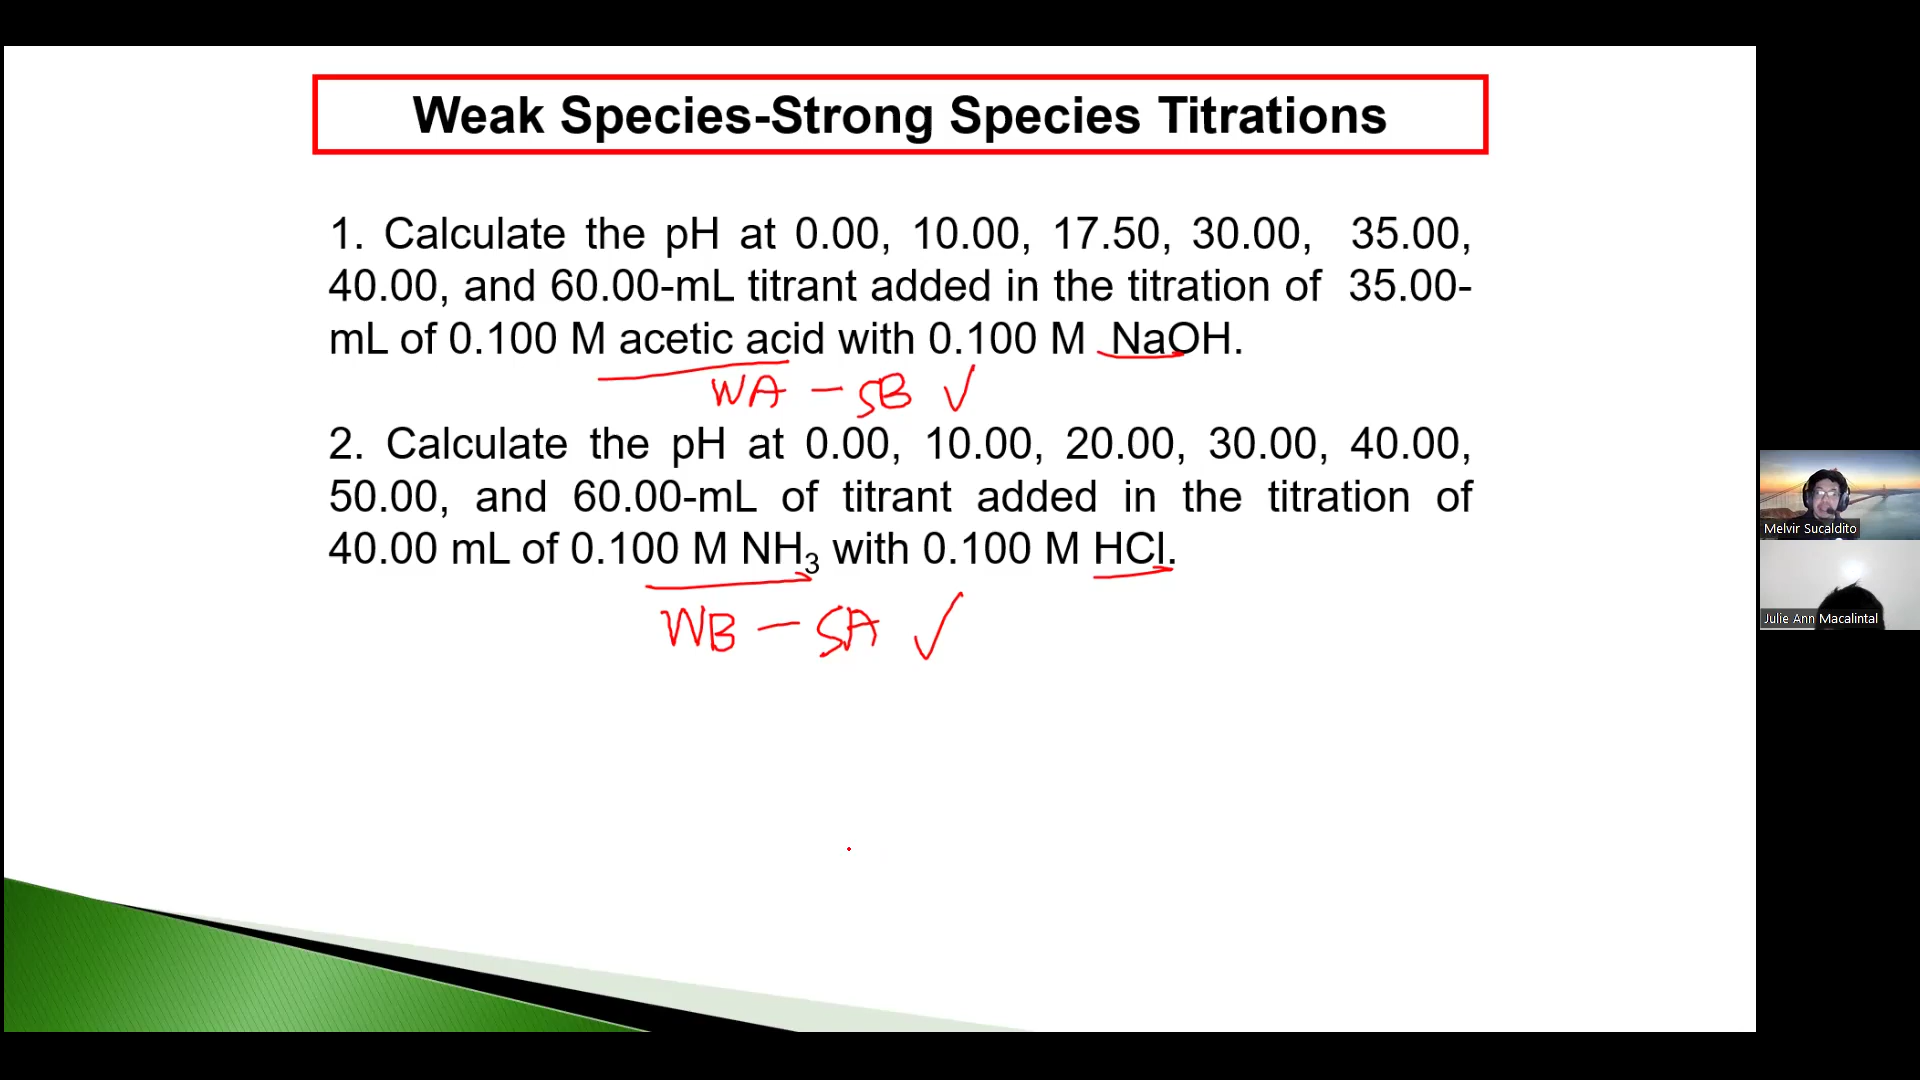 Weak Species-Strong Species Titrations
1. Calculate the pH at 0.00, 10.00, 17.50, 30.00, 35.00,
40.00, and 60.00-mL titrant added in the titration of 35.00-
mL of 0.100 M acetic acid with 0.100 M NaOH.
WA - SB ✓
2. Calculate the pH at 0.00, 10.00, 20.00, 30.00, 40.00,
50.00, and 60.00-mL of titrant added in the titration of
40.00 mL of 0.100 M NH₃ with 0.100 M HCl.
WB - SA ✓
Melvir Sucaldito
Julie Ann Macalintal